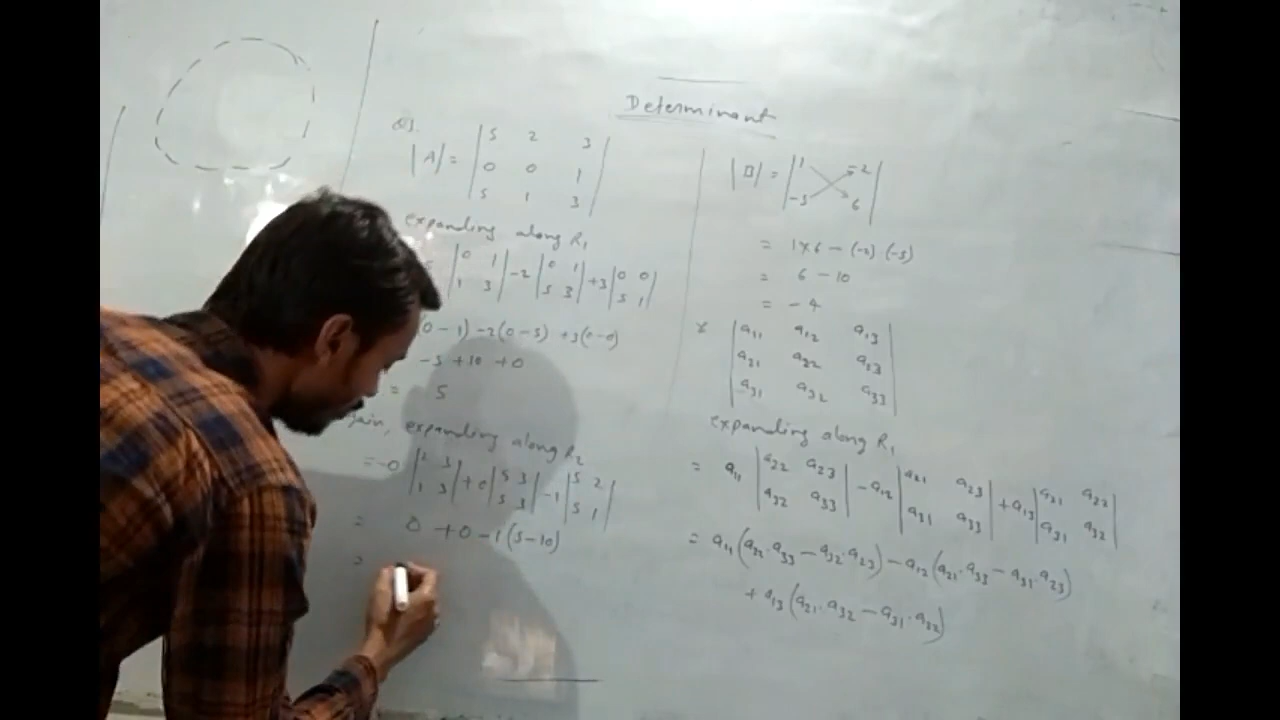 Determinant
Q1.
|A| = | 5 2 3 |
| 0 0 1 |
| 5 1 3 |
expanding along R₁
| 0 1 | -2 | 0 1 | +3 | 0 0 |
| 1 3 | | 5 3 | | 5 1 |
(0-1) -2(0-5) +3(0-0)
-5 +10 +0
= 5
expanding along R₂
= -0 | 2 3 | +0 | 5 3 | -1 | 5 2 |
| 1 3 | | 5 3 | | 5 1 |
= 0 +0 -1(5-10)
=
|B| = | 1 -2 |
| -5 6 |
= 1×6 - (-2) (-5)
= 6 - 10
= -4
* | a₁₁ a₁₂ a₁₃ |
| a₂₁ a₂₂ a₂₃ |
| a₃₁ a₃₂ a₃₃ |
expanding along R₁
= a₁₁ | a₂₂ a₂₃ | - a₁₂ | a₂₁ a₂₃ | + a₁₃ | a₂₁ a₂₂ |
| a₃₂ a₃₃ | | a₃₁ a₃₃ | | a₃₁ a₃₂ |
= a₁₁(a₂₂·a₃₃ - a₃₂·a₂₃) - a₁₂(a₂₁·a₃₃ - a₃₁·a₂₃)
+ a₁₃(a₂₁·a₃₂ - a₃₁·a₃₂)